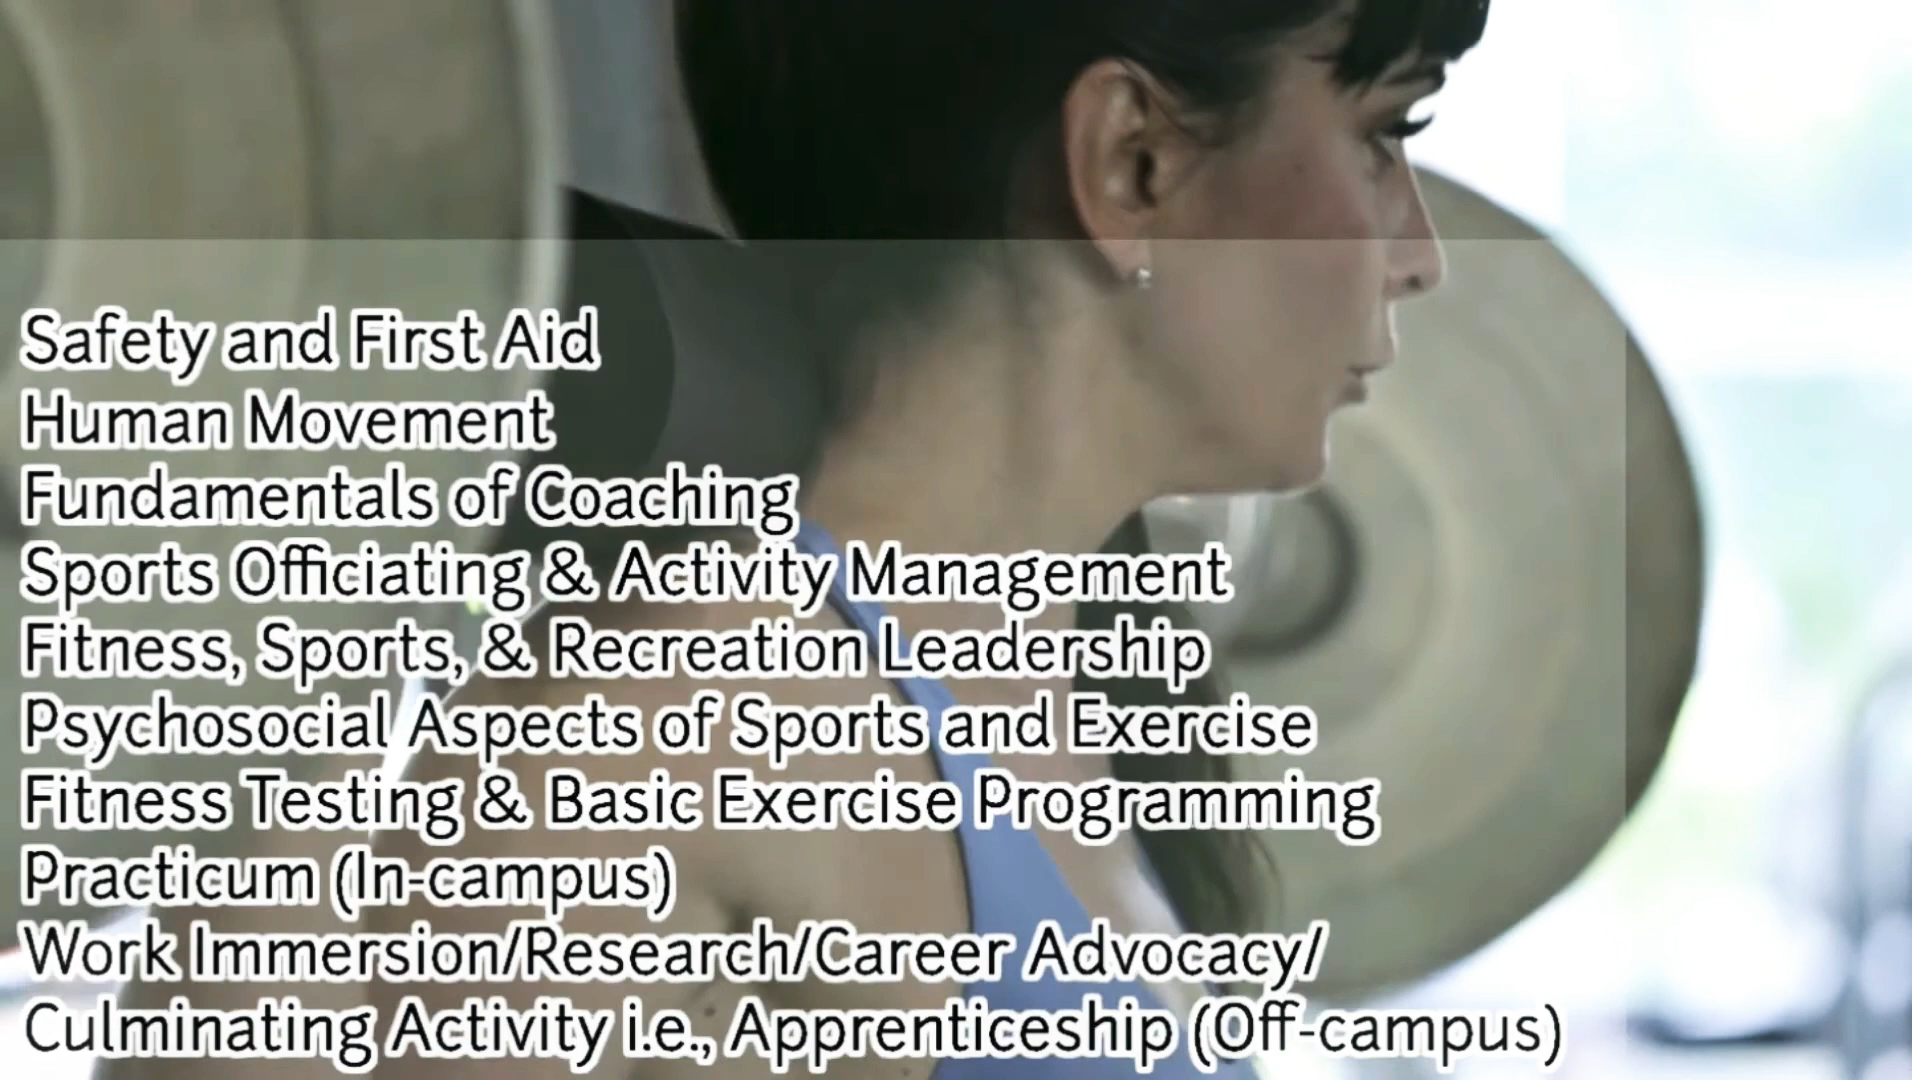 Safety and First Aid
Human Movement
Fundamentals of Coaching
Sports Officiating & Activity Management
Fitness, Sports, & Recreation Leadership
Psychosocial Aspects of Sports and Exercise
Fitness Testing & Basic Exercise Programming
Practicum (In-campus)
Work Immersion/Research/Career Advocacy/
Culminating Activity i.e., Apprenticeship (Off-campus)